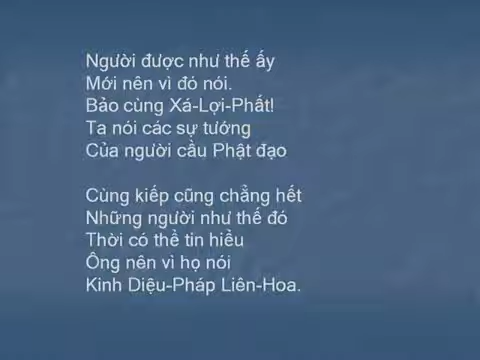 Người được như thế ấy
Mới nên vì đó nói.
Bảo cùng Xá-Lợi-Phất!
Ta nói các sự tướng
Của người cầu Phật đạo
Cùng kiếp cũng chẳng hết
Những người như thế đó
Thời có thể tin hiểu
Ông nên vì họ nói
Kinh Diệu-Pháp Liên-Hoa.